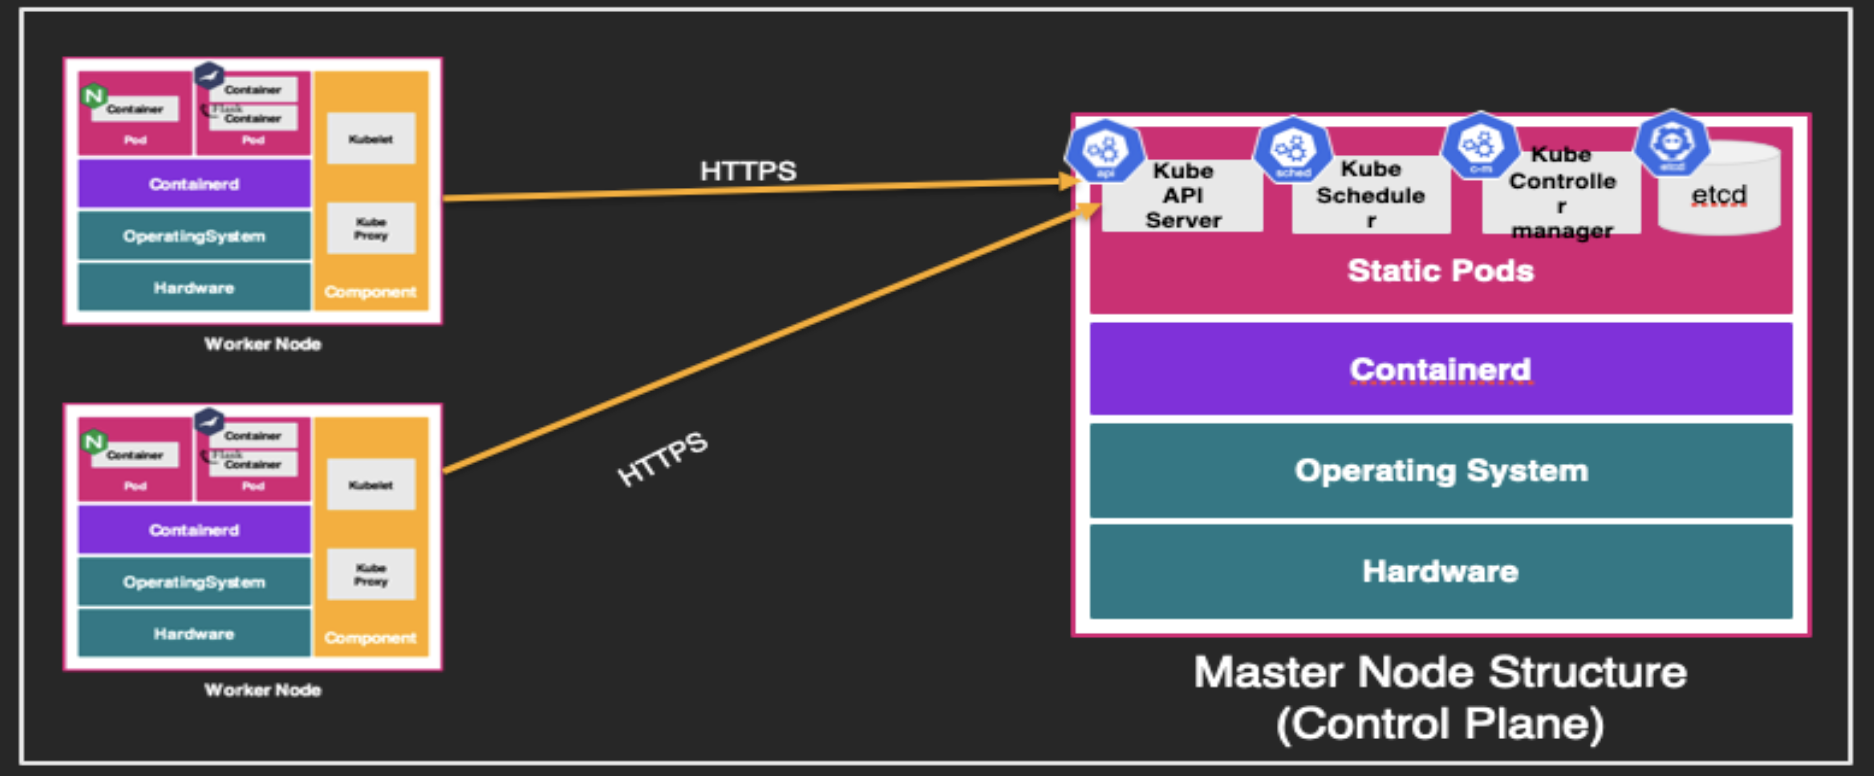 Container
Pod
Container
Flask
Container
Pod
Containerd
OperatingSystem
Hardware
Kubelet
Kube
Proxy
Component
Worker Node
Container
Pod
Container
Flask
Container
Pod
Containerd
OperatingSystem
Hardware
Kubelet
Kube
Proxy
Component
Worker Node
HTTPS
HTTPS
api
Kube
API
Server
sched
Kube
Schedule
r
c-m
Kube
Controlle
r
manager
etcd
etcd
Static Pods
Containerd
Operating System
Hardware
Master Node Structure
(Control Plane)